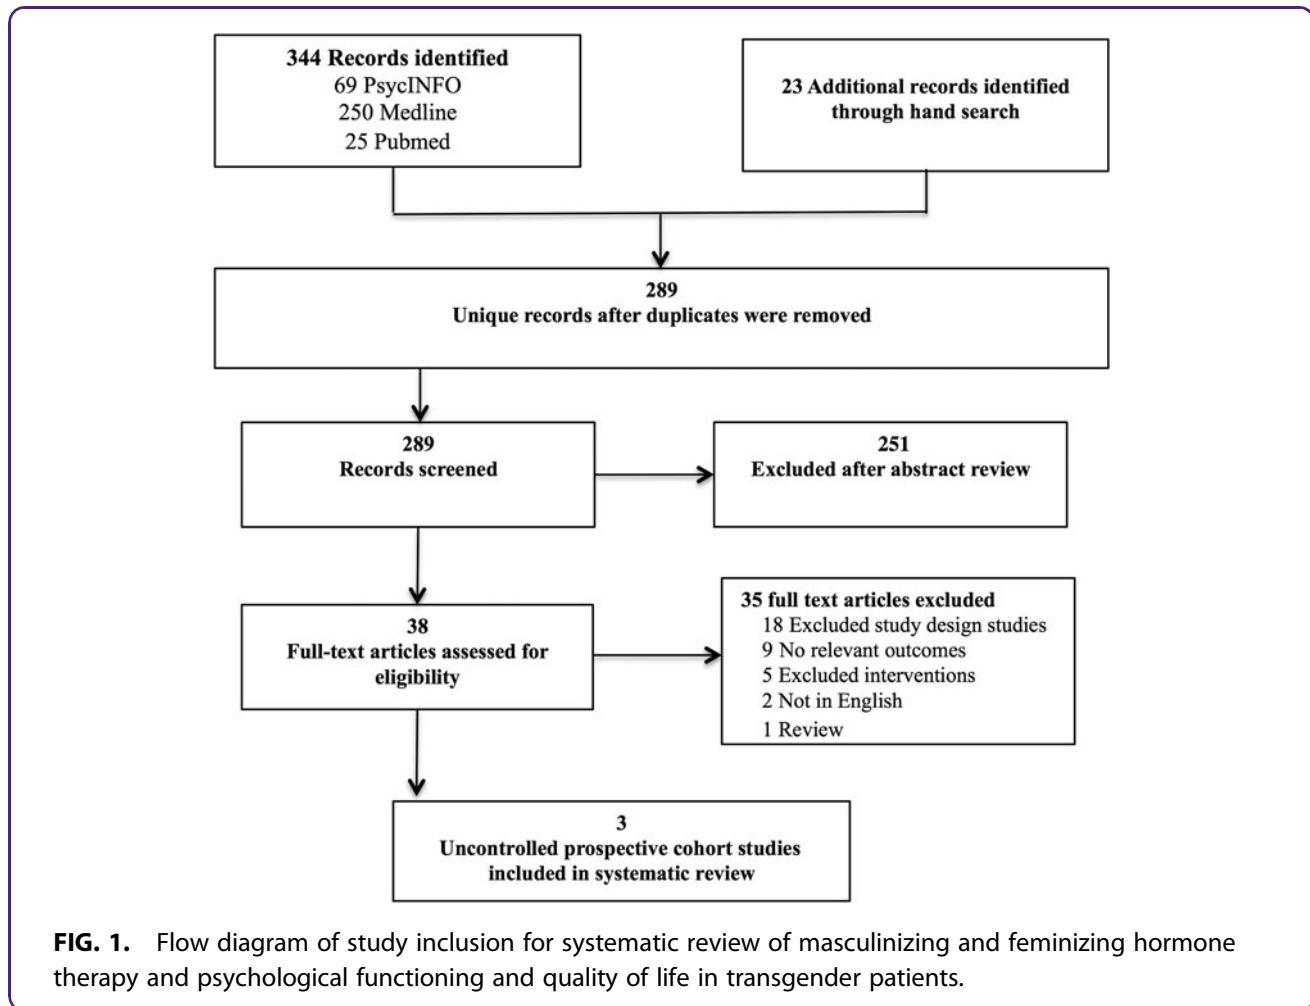 344 Records identified
69 PsycINFO
250 Medline
25 Pubmed
23 Additional records identified
through hand search
289
Unique records after duplicates were removed
289
Records screened
251
Excluded after abstract review
38
Full-text articles assessed for
eligibility
35 full text articles excluded
18 Excluded study design studies
9 No relevant outcomes
5 Excluded interventions
2 Not in English
1 Review
3
Uncontrolled prospective cohort studies
included in systematic review
FIG. 1. Flow diagram of study inclusion for systematic review of masculinizing and feminizing hormone
therapy and psychological functioning and quality of life in transgender patients.